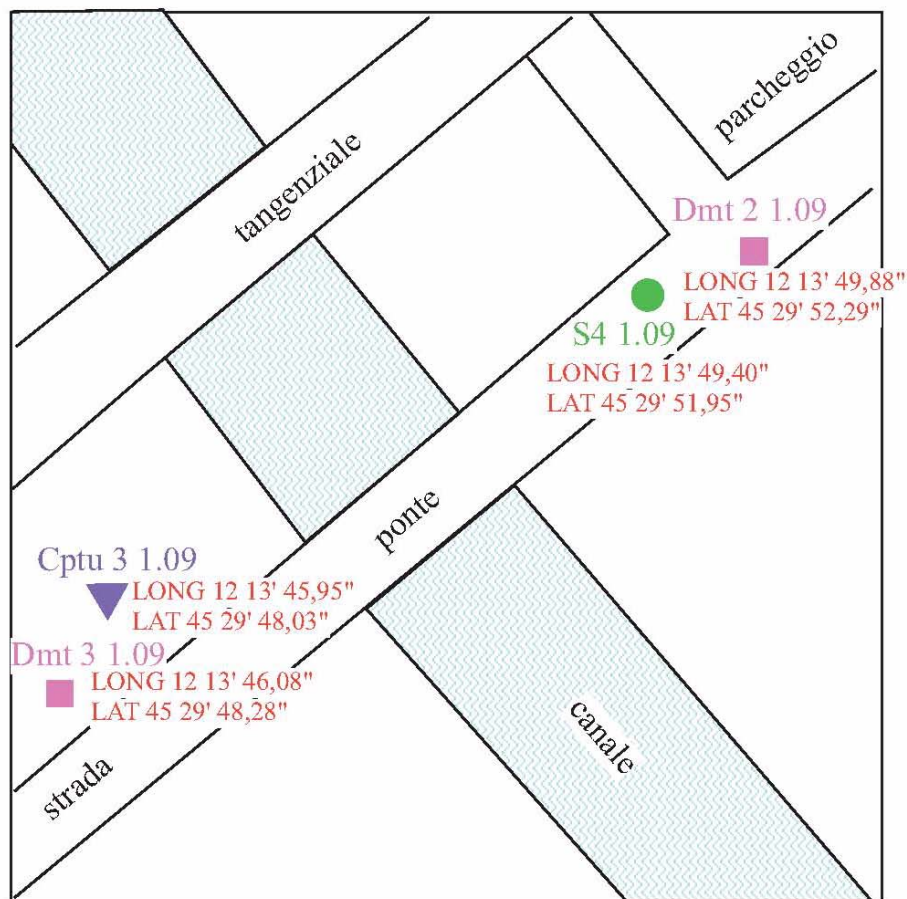 parcheggio
tangenziale
Dmt 2 1.09
LONG 12 13' 49,88"
LAT 45 29' 52,29"
S4 1.09
LONG 12 13' 49,40"
LAT 45 29' 51,95"
ponte
Cptu 3 1.09
LONG 12 13' 45,95"
LAT 45 29' 48,03"
Dmt 3 1.09
LONG 12 13' 46,08"
LAT 45 29' 48,28"
canale
strada